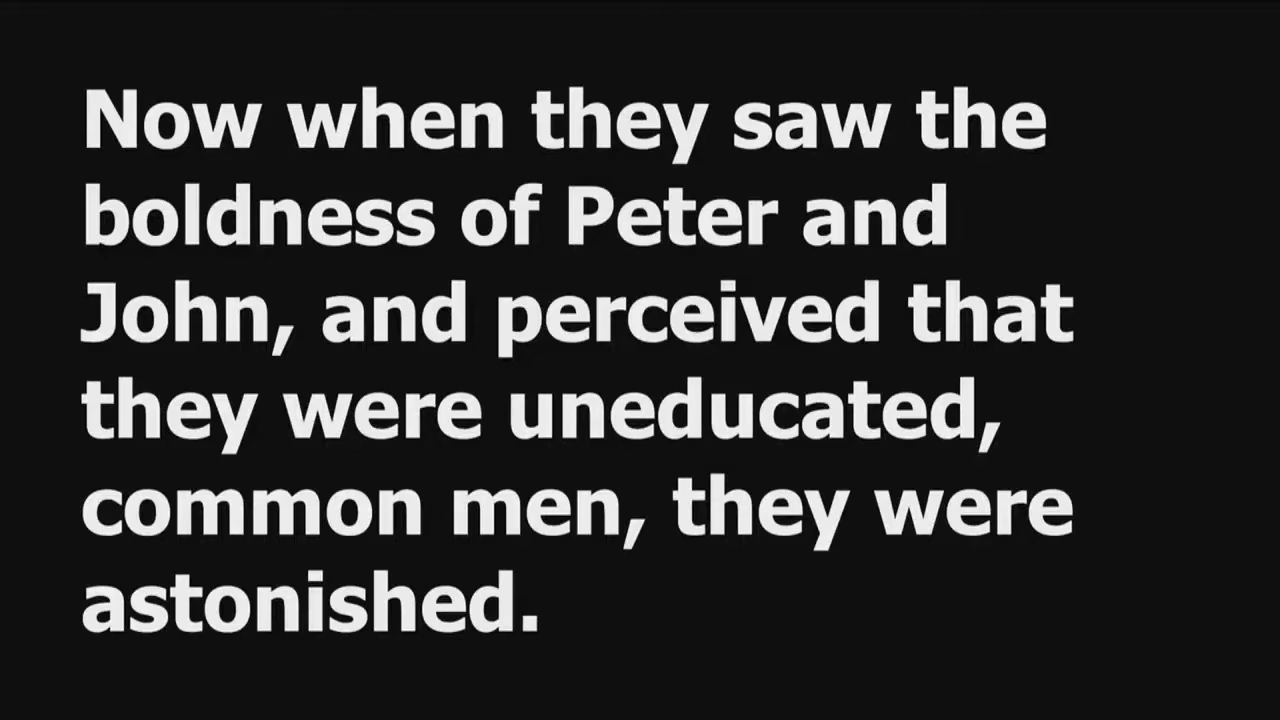 Now when they saw the
boldness of Peter and
John, and perceived that
they were uneducated,
common men, they were
astonished.